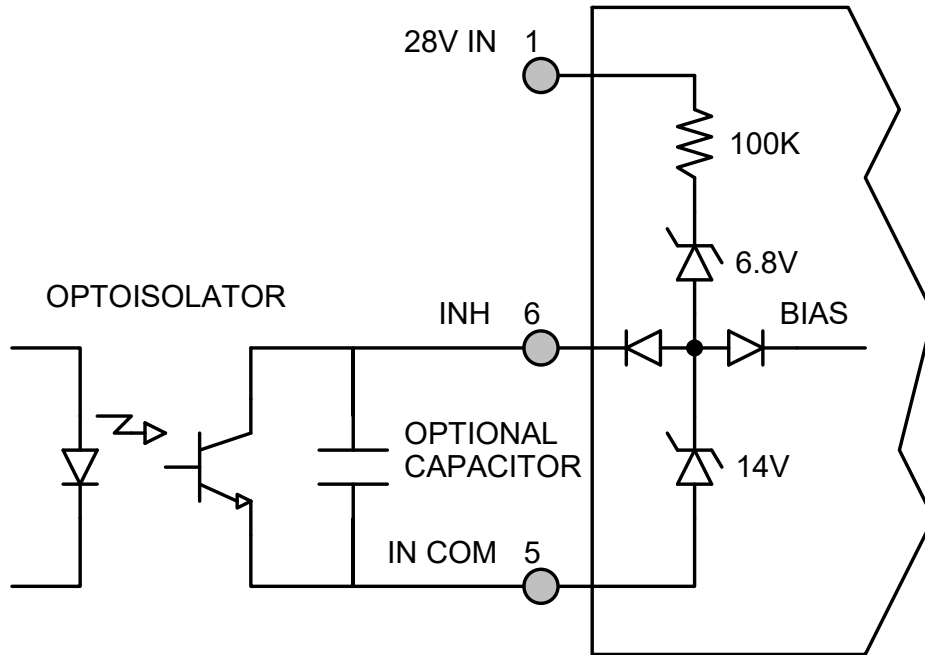 28V IN 1
100K
6.8V
OPTOISOLATOR
INH 6
BIAS
OPTIONAL
CAPACITOR
14V
IN COM 5